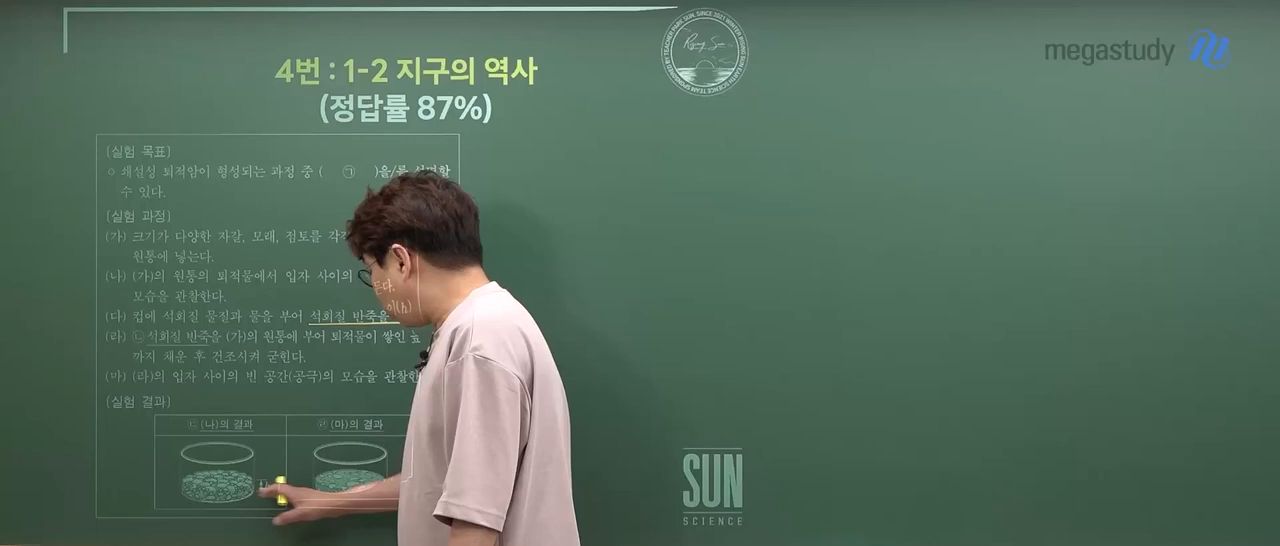 4번 : 1-2 지구의 역사
(정답률 87%)
megastudy
SINCE 2021 WINTER
[실험 목표]
○ 쇄설성 퇴적암이 형성되는 과정 중 ( ㉠ )을/를 설명할
수 있다.
[실험 과정]
(가) 크기가 다양한 자갈, 모래, 점토를 각각
원통에 넣는다.
(나) (가)의 원통의 퇴적물에서 입자 사이의
모습을 관찰한다.
(다) 컵에 석회질 물질과 물을 부어 석회질 반죽을
든다.
(라) ㉡석회질 반죽을 (가)의 원통에 부어 퇴적물이 쌓인 높
이(h)
까지 채운 후 건조시켜 굳힌다.
(마) (라)의 입자 사이의 빈 공간(공극)의 모습을 관찰한
[실험 결과]
㉢ (나)의 결과
㉣ (마)의 결과
SUN
SCIENCE